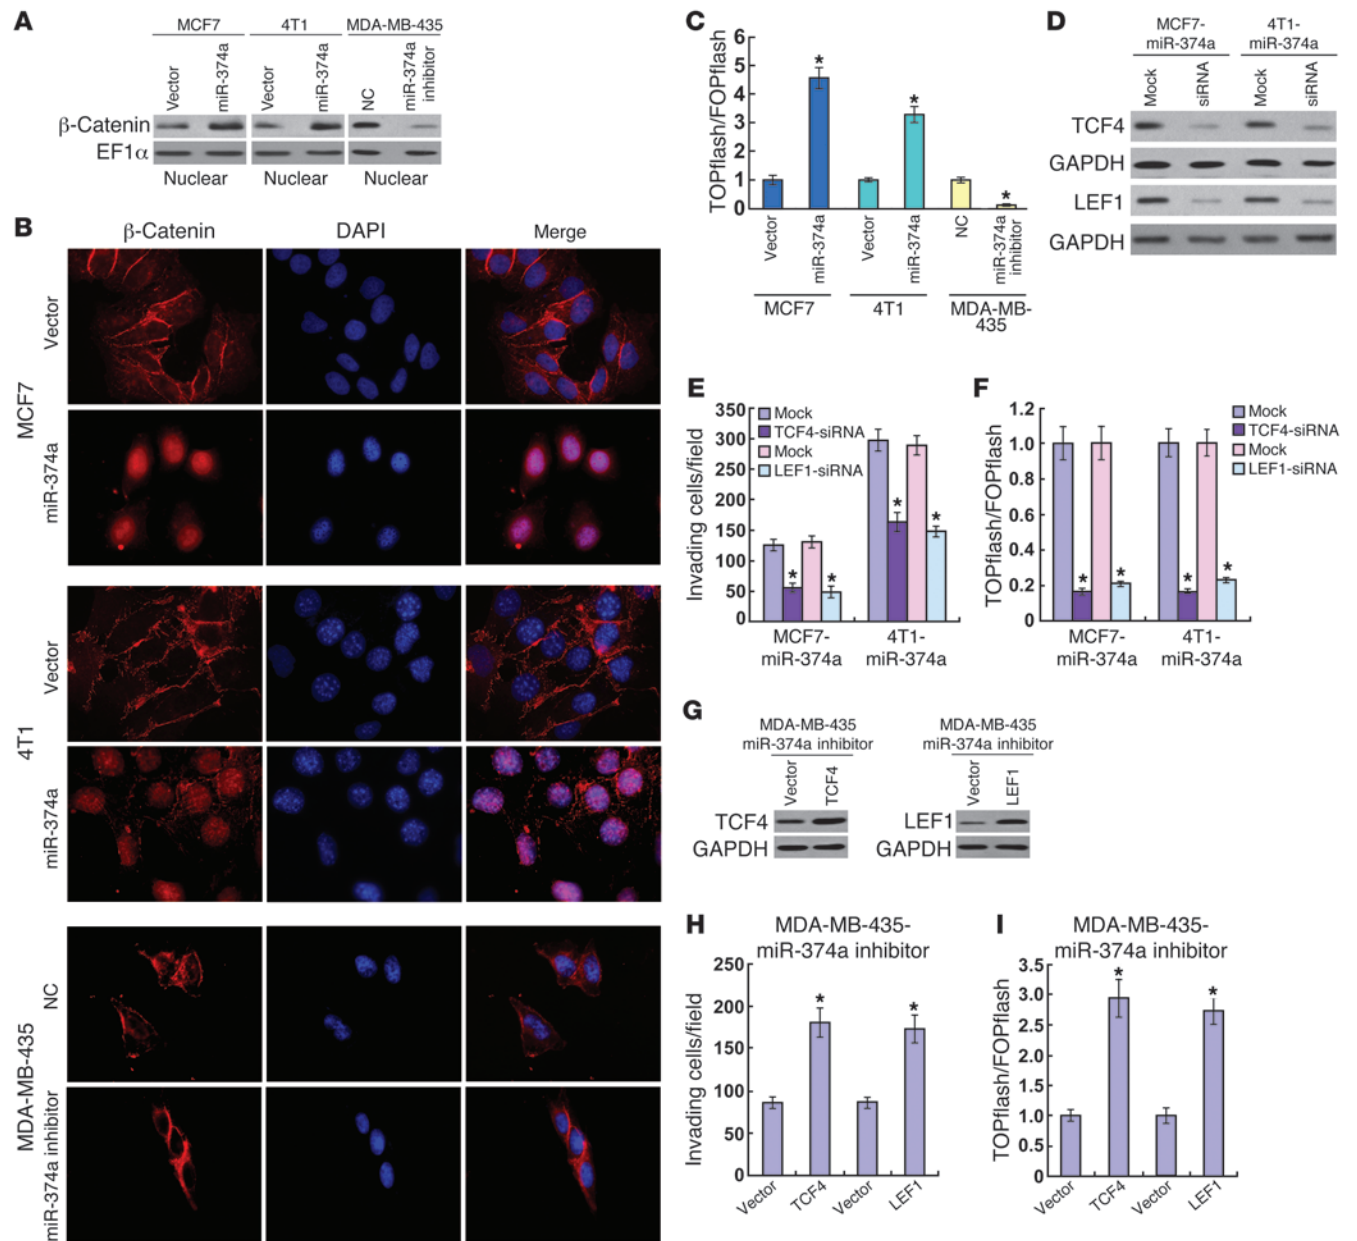 A
MCF7 4T1 MDA-MB-435
Vector
miR-374a
Vector
miR-374a
NC
miR-374a
inhibitor
β-Catenin
EF1α
Nuclear Nuclear Nuclear
B
β-Catenin DAPI Merge
MCF7
Vector
miR-374a
4T1
Vector
miR-374a
MDA-MB-435
NC
miR-374a inhibitor
C
TOPflash/FOPflash
6
5
4
3
2
1
0
* * *
Vector
miR-374a
Vector
miR-374a
NC
miR-374a
inhibitor
MCF7 4T1 MDA-MB-
435
D
MCF7-
miR-374a
4T1-
miR-374a
Mock
siRNA
Mock
siRNA
TCF4
GAPDH
LEF1
GAPDH
E
Invading cells/field
350
300
250
200
150
100
50
0
Mock
TCF4-siRNA
Mock
LEF1-siRNA
* * * *
MCF7-
miR-374a
4T1-
miR-374a
F
TOPflash/FOPflash
1.2
1.0
0.8
0.6
0.4
0.2
0
Mock
TCF4-siRNA
Mock
LEF1-siRNA
* * * *
MCF7-
miR-374a
4T1-
miR-374a
G
MDA-MB-435
miR-374a inhibitor
Vector
TCF4
TCF4
GAPDH
MDA-MB-435
miR-374a inhibitor
Vector
LEF1
LEF1
GAPDH
H
MDA-MB-435-
miR-374a inhibitor
Invading cells/field
250
200
150
100
50
0
* *
Vector TCF4 Vector LEF1
I
MDA-MB-435-
miR-374a inhibitor
TOPflash/FOPflash
3.5
3.0
2.5
2.0
1.5
1.0
0.5
0
* *
Vector TCF4 Vector LEF1